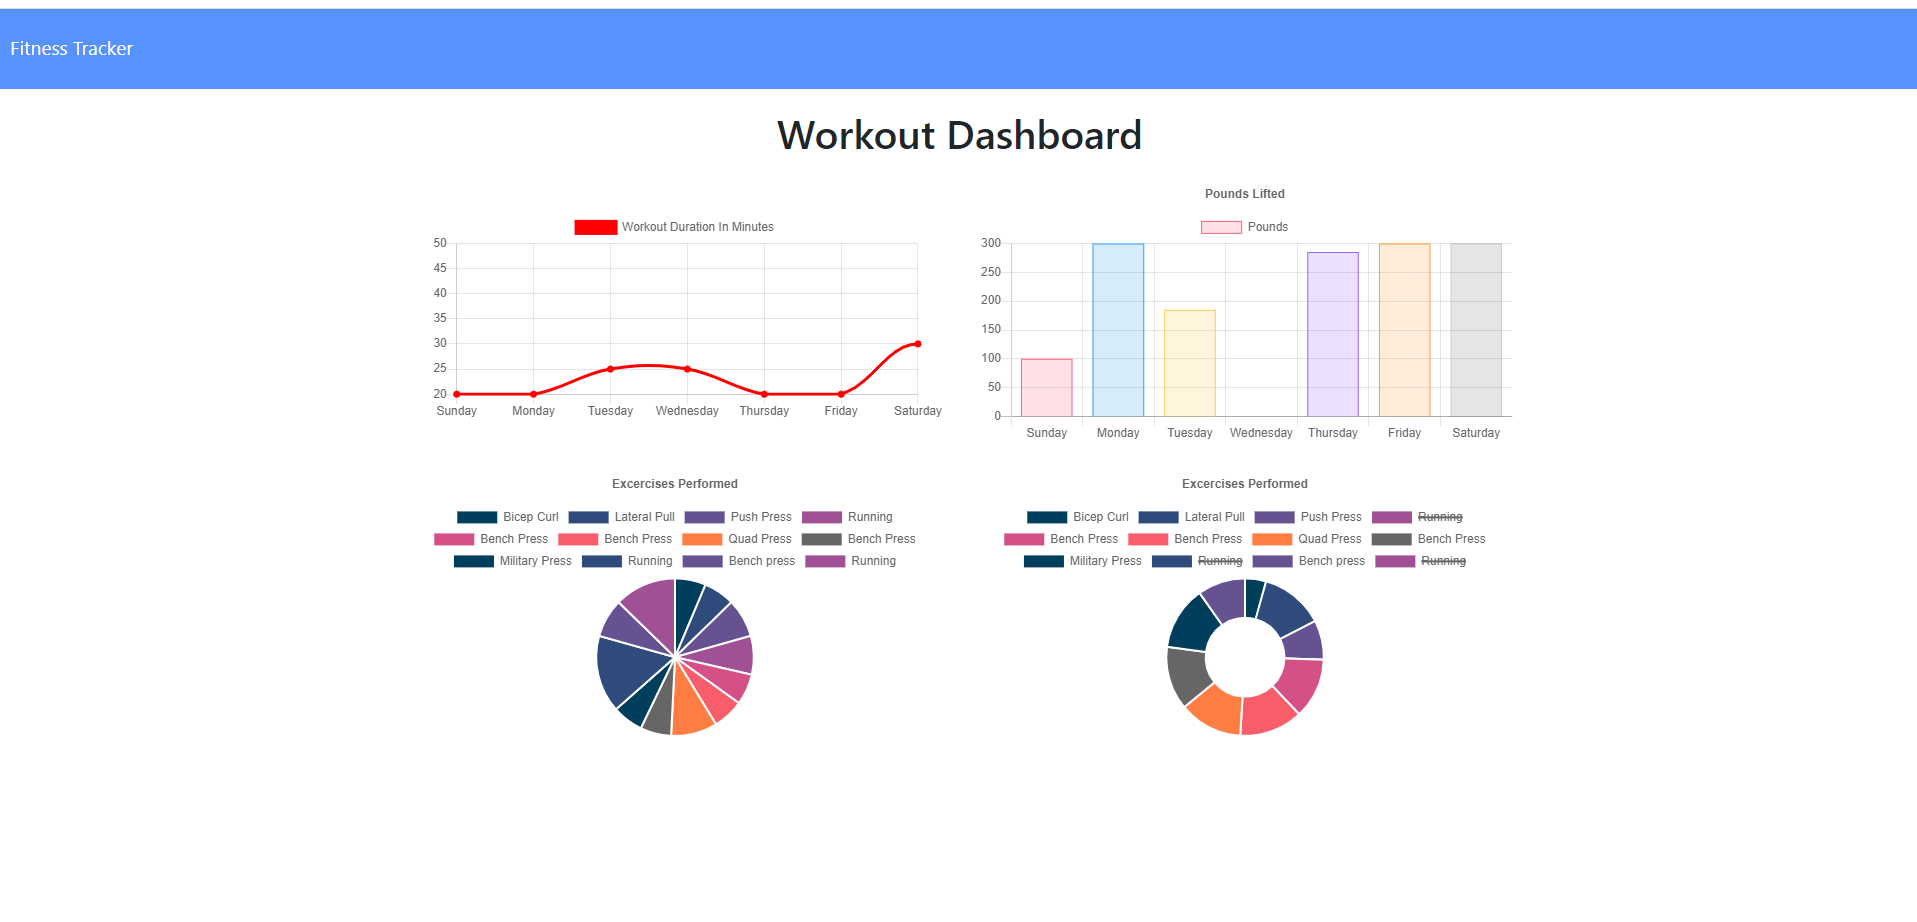 Fitness Tracker
Workout Dashboard
Workout Duration In Minutes
50
45
40
35
30
25
20
Sunday Monday Tuesday Wednesday Thursday Friday Saturday
Pounds Lifted
Pounds
300
250
200
150
100
50
0
Sunday Monday Tuesday Wednesday Thursday Friday Saturday
Excercises Performed
Bicep Curl Lateral Pull Push Press Running
Bench Press Bench Press Quad Press Bench Press
Military Press Running Bench press Running
Excercises Performed
Bicep Curl Lateral Pull Push Press Running
Bench Press Bench Press Quad Press Bench Press
Military Press Running Bench press Running